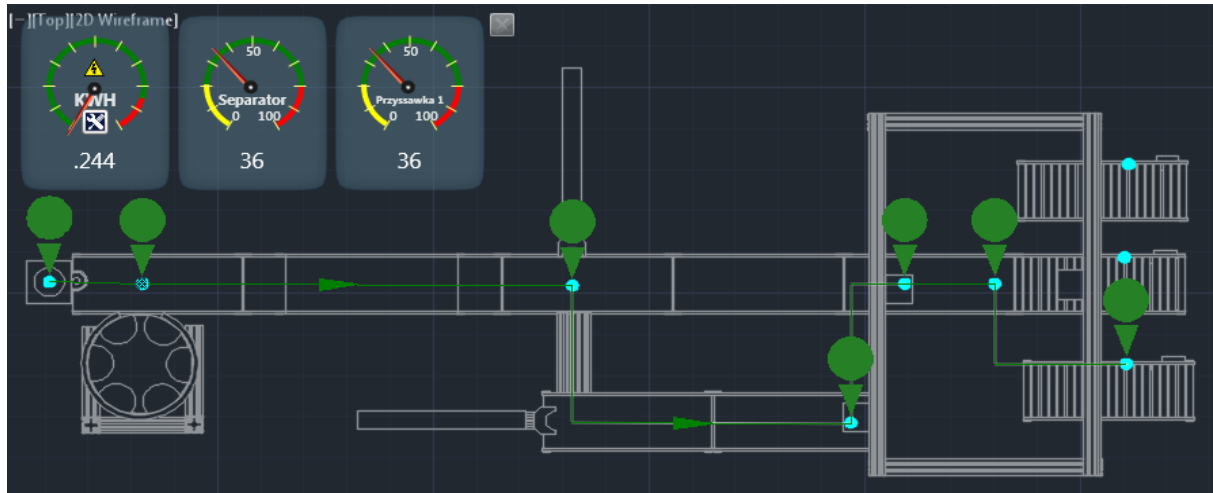 [−][Top][2D Wireframe]
KWH
.244
50
Separator
0 100
36
50
Przyssawka 1
0 100
36